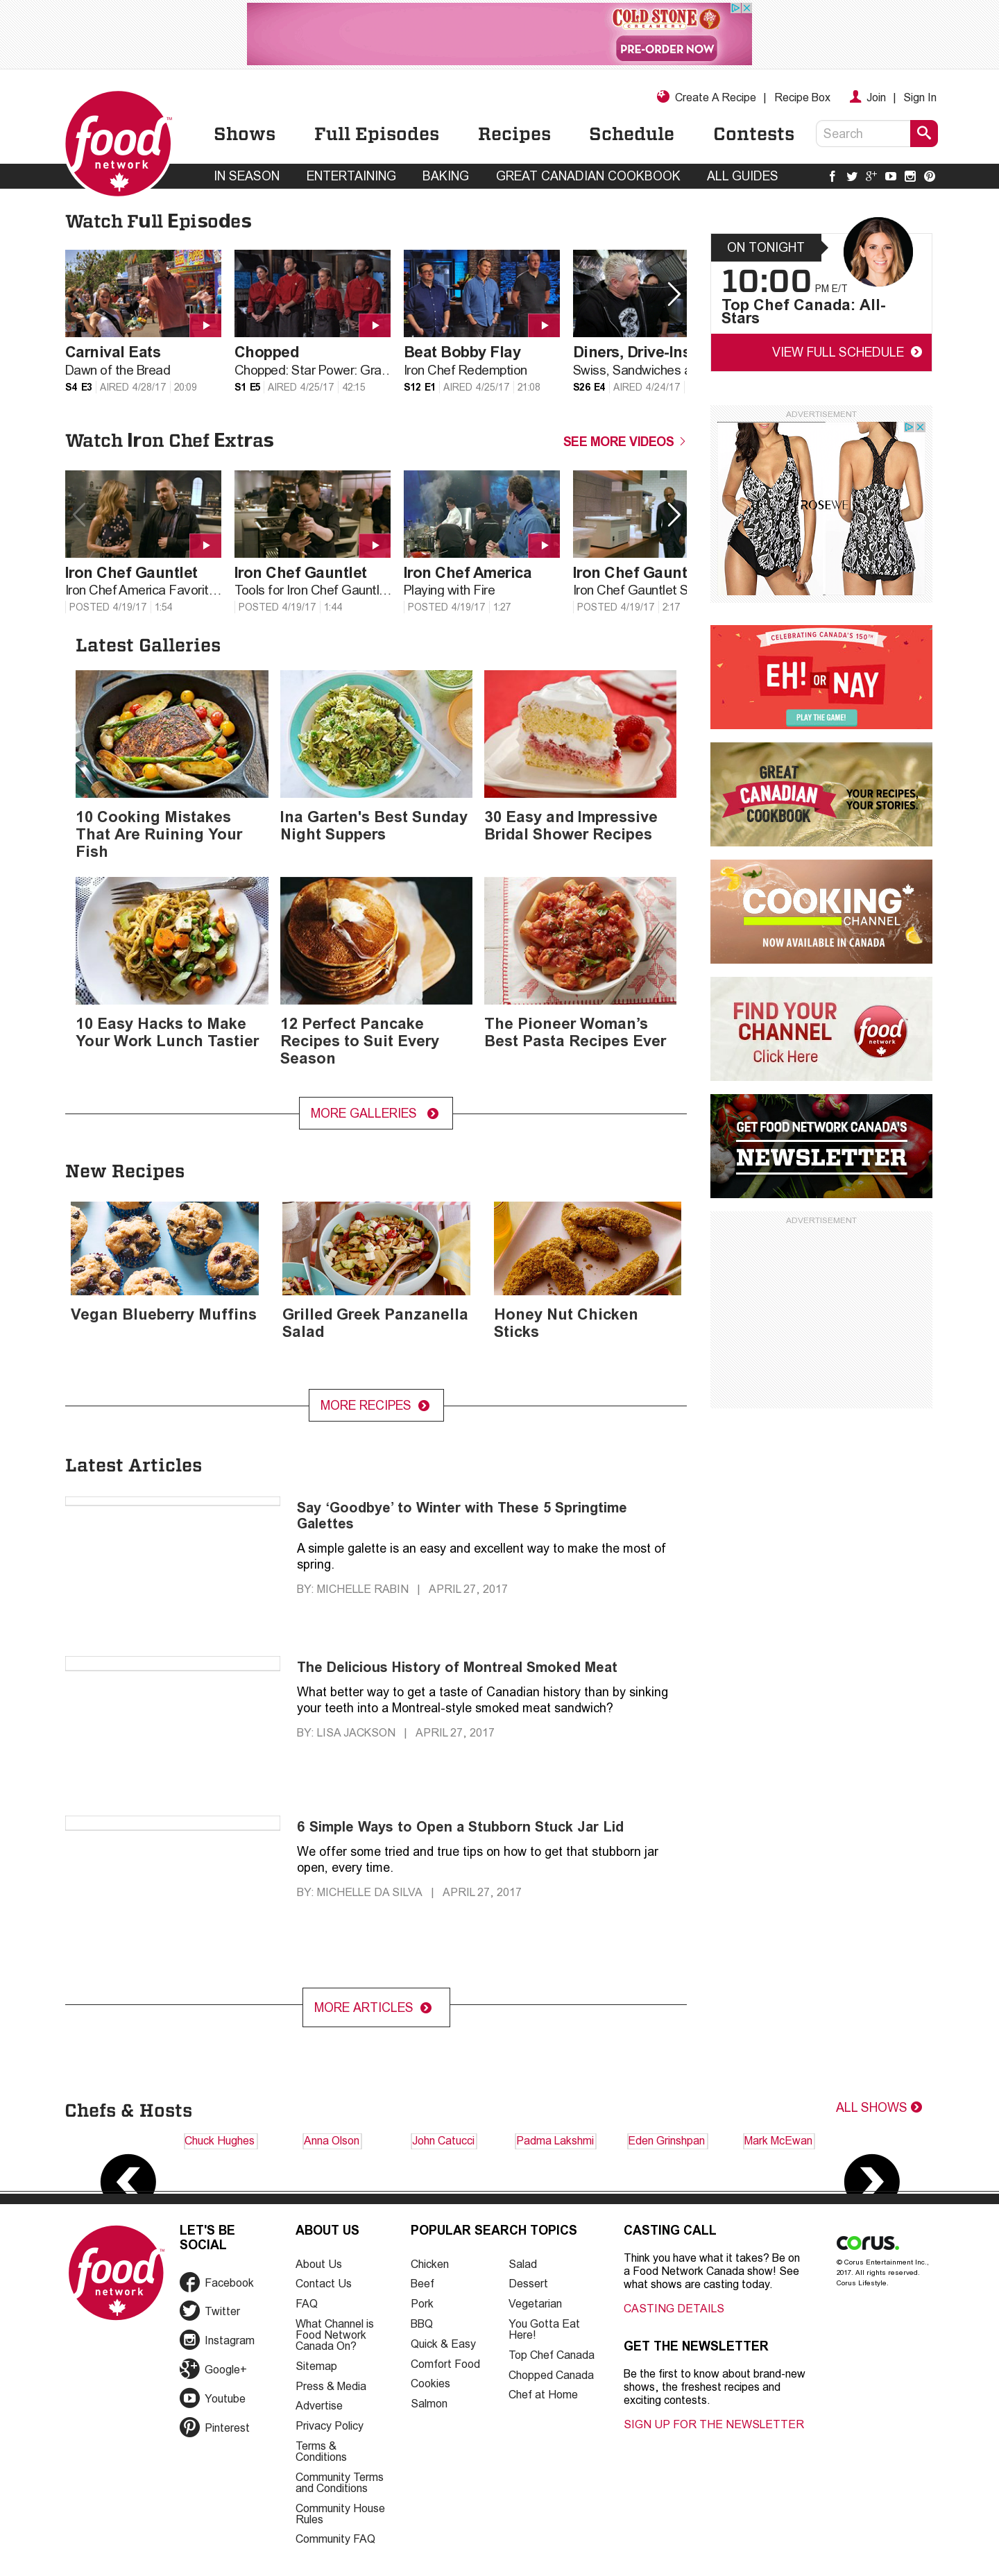 COLD STONE
CREAMERY
PRE-ORDER NOW
Create A Recipe | Recipe Box Join | Sign In
food
network
Shows Full Episodes Recipes Schedule Contests Search
IN SEASON ENTERTAINING BAKING GREAT CANADIAN COOKBOOK ALL GUIDES
Watch Full Episodes
Carnival Eats
Dawn of the Bread
S4 E3 AIRED 4/28/17 20:09
Chopped
Chopped: Star Power: Gra…
S1 E5 AIRED 4/25/17 42:15
Beat Bobby Flay
Iron Chef Redemption
S12 E1 AIRED 4/25/17 21:08
Diners, Drive-Ins
Swiss, Sandwiches a
S26 E4 AIRED 4/24/17
ON TONIGHT
10:00 PM E/T
Top Chef Canada: All-
Stars
VIEW FULL SCHEDULE
Watch Iron Chef Extras
SEE MORE VIDEOS
Iron Chef Gauntlet
Iron Chef America Favorit…
POSTED 4/19/17 1:54
Iron Chef Gauntlet
Tools for Iron Chef Gauntl…
POSTED 4/19/17 1:44
Iron Chef America
Playing with Fire
POSTED 4/19/17 1:27
Iron Chef Gaunt
Iron Chef Gauntlet S
POSTED 4/19/17 2:17
ADVERTISEMENT
ROSEWE
CELEBRATING CANADA'S 150TH
EH! OR NAY
PLAY THE GAME!
GREAT
CANADIAN
COOKBOOK
YOUR RECIPES,
YOUR STORIES.
COOKING
CHANNEL
NOW AVAILABLE IN CANADA
FIND YOUR
CHANNEL
Click Here
food
network
GET FOOD NETWORK CANADA'S
NEWSLETTER
ADVERTISEMENT
Latest Galleries
10 Cooking Mistakes
That Are Ruining Your
Fish
Ina Garten's Best Sunday
Night Suppers
30 Easy and Impressive
Bridal Shower Recipes
10 Easy Hacks to Make
Your Work Lunch Tastier
12 Perfect Pancake
Recipes to Suit Every
Season
The Pioneer Woman’s
Best Pasta Recipes Ever
MORE GALLERIES
New Recipes
Vegan Blueberry Muffins
Grilled Greek Panzanella
Salad
Honey Nut Chicken
Sticks
MORE RECIPES
Latest Articles
Say ‘Goodbye’ to Winter with These 5 Springtime
Galettes
A simple galette is an easy and excellent way to make the most of
spring.
BY: MICHELLE RABIN | APRIL 27, 2017
The Delicious History of Montreal Smoked Meat
What better way to get a taste of Canadian history than by sinking
your teeth into a Montreal-style smoked meat sandwich?
BY: LISA JACKSON | APRIL 27, 2017
6 Simple Ways to Open a Stubborn Stuck Jar Lid
We offer some tried and true tips on how to get that stubborn jar
open, every time.
BY: MICHELLE DA SILVA | APRIL 27, 2017
MORE ARTICLES
Chefs & Hosts
ALL SHOWS
Chuck Hughes Anna Olson John Catucci Padma Lakshmi Eden Grinshpan Mark McEwan
food
network
LET'S BE
SOCIAL
Facebook
Twitter
Instagram
Google+
Youtube
Pinterest
ABOUT US
About Us
Contact Us
FAQ
What Channel is
Food Network
Canada On?
Sitemap
Press & Media
Advertise
Privacy Policy
Terms &
Conditions
Community Terms
and Conditions
Community House
Rules
Community FAQ
POPULAR SEARCH TOPICS
Chicken
Beef
Pork
BBQ
Quick & Easy
Comfort Food
Cookies
Salmon
Salad
Dessert
Vegetarian
You Gotta Eat
Here!
Top Chef Canada
Chopped Canada
Chef at Home
CASTING CALL
Think you have what it takes? Be on
a Food Network Canada show! See
what shows are casting today.
CASTING DETAILS
GET THE NEWSLETTER
Be the first to know about brand-new
shows, the freshest recipes and
exciting contests.
SIGN UP FOR THE NEWSLETTER
corus.
© Corus Entertainment Inc.,
2017. All rights reserved.
Corus Lifestyle.